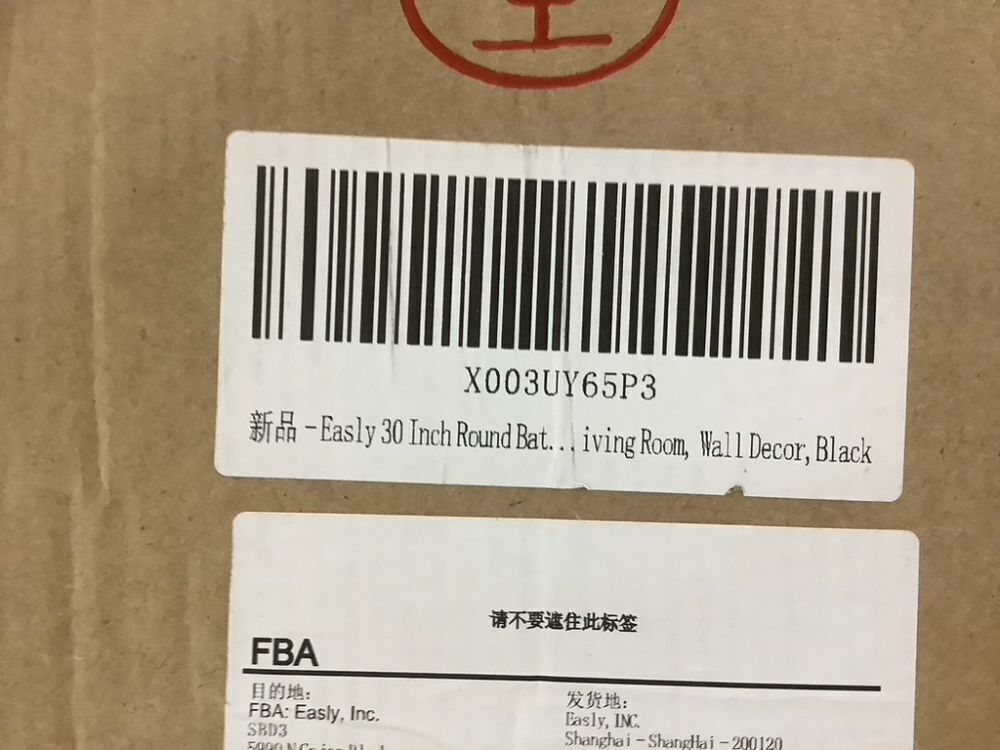 X003UY65P3
新品 - Easly 30 Inch Round Bat... iving Room, Wall Decor, Black
请不要遮住此标签
FBA
目的地：
发货地：
FBA: Easly, Inc.
Easly, INC.
SBD3
Shanghai - ShangHai - 200120